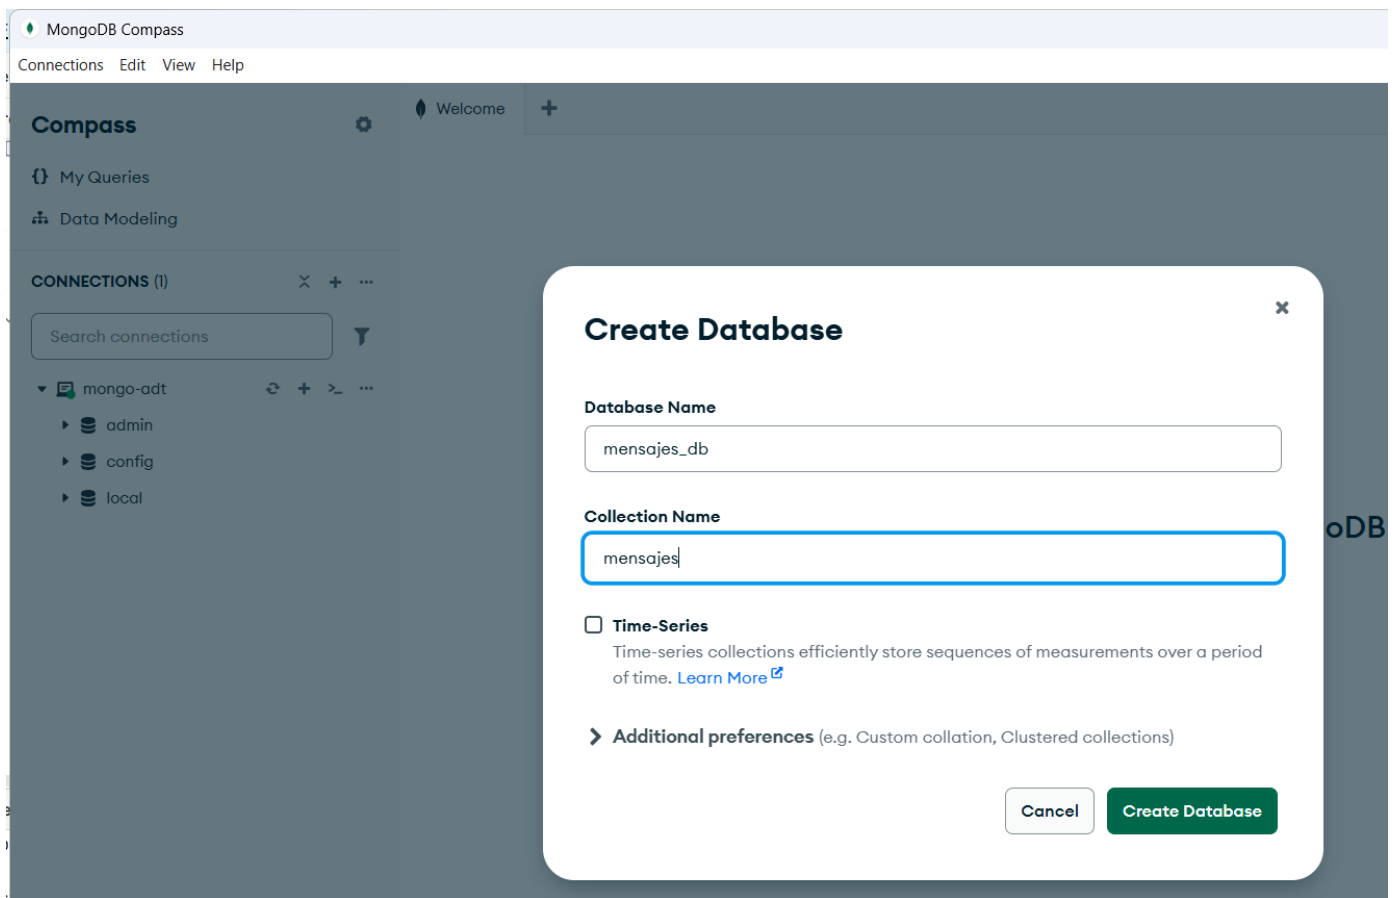 MongoDB Compass
Connections Edit View Help
Compass
Welcome
My Queries
Data Modeling
CONNECTIONS (1)
Search connections
mongo-adt
admin
config
local
Create Database
Database Name
mensajes_db
Collection Name
mensajes
Time-Series
Time-series collections efficiently store sequences of measurements over a period
of time. Learn More
Additional preferences (e.g. Custom collation, Clustered collections)
Cancel Create Database
oDB